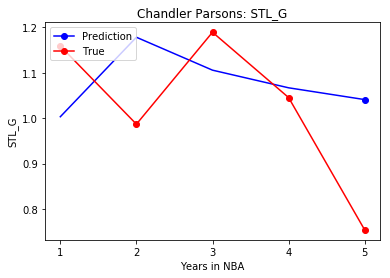 Chandler Parsons: STL_G
Prediction
True
1.2
1.1
1.0
0.9
0.8
STL_G
1 2 3 4 5
Years in NBA